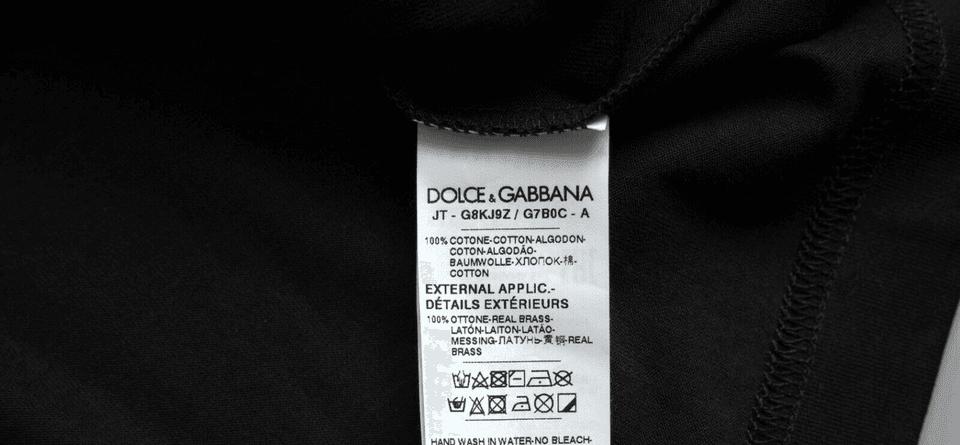 DOLCE & GABBANA
JT - G8KJ9Z / G7B0C - A
100% COTONE-COTTON-ALGODON-
COTON-ALGODÃO-
BAUMWOLLE-ХЛОПОК-棉-
COTTON
EXTERNAL APPLIC.-
DÉTAILS EXTÉRIEURS
100% OTTONE-REAL BRASS-
LATÓN-LAITON-LATÃO-
MESSING-ЛАТУНЬ-黄铜-REAL
BRASS
HAND WASH IN WATER-NO BLEACH-